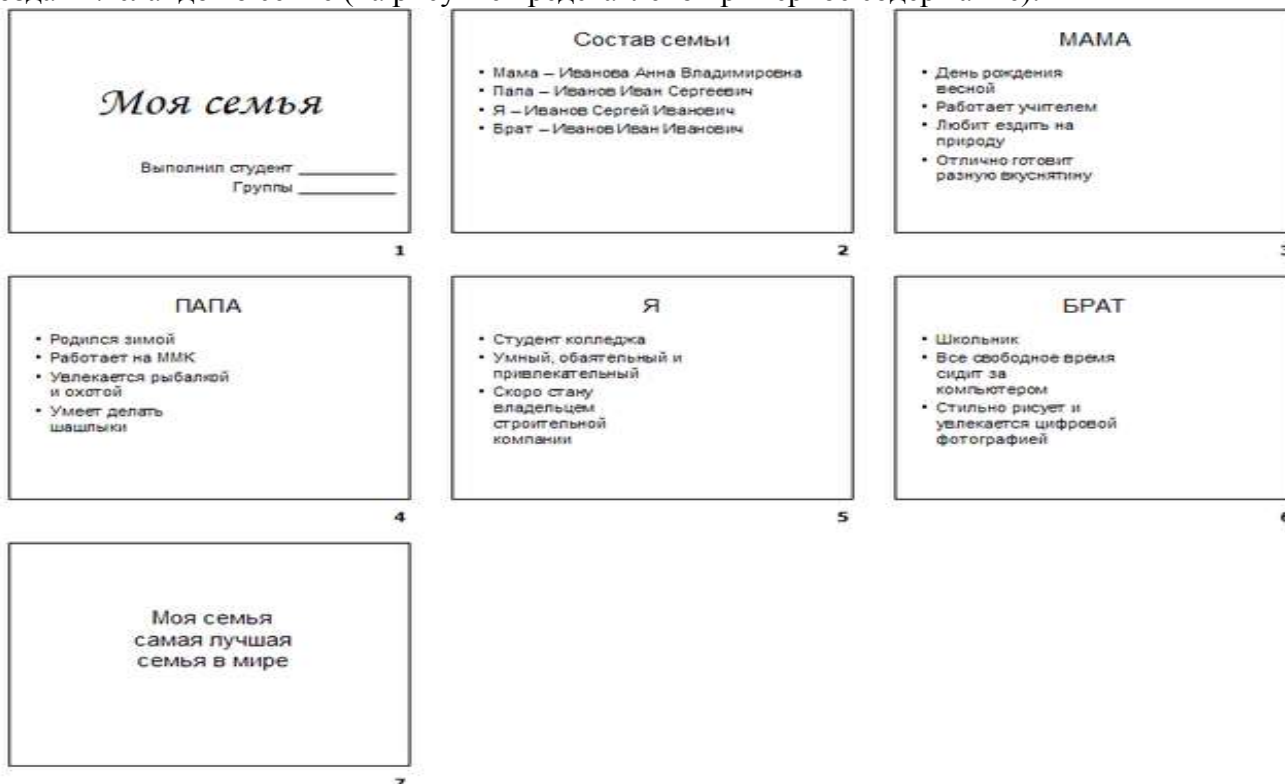 Моя семья
Выполнил студент __________
Группы __________
1
Состав семьи
• Мама – Иванова Анна Владимировна
• Папа – Иванов Иван Сергеевич
• Я – Иванов Сергей Иванович
• Брат – Иванов Иван Иванович
2
МАМА
• День рождения
весной
• Работает учителем
• Любит ездить на
природу
• Отлично готовит
разную вкуснятину
3
ПАПА
• Родился зимой
• Работает на ММК
• Увлекается рыбалкой
и охотой
• Умеет делать
шашлыки
4
Я
• Студент колледжа
• Умный, обаятельный и
привлекательный
• Скоро стану
владельцем
строительной
компании
5
БРАТ
• Школьник
• Все свободное время
сидит за
компьютером
• Стильно рисует и
увлекается цифровой
фотографией
6
Моя семья
самая лучшая
семья в мире
7